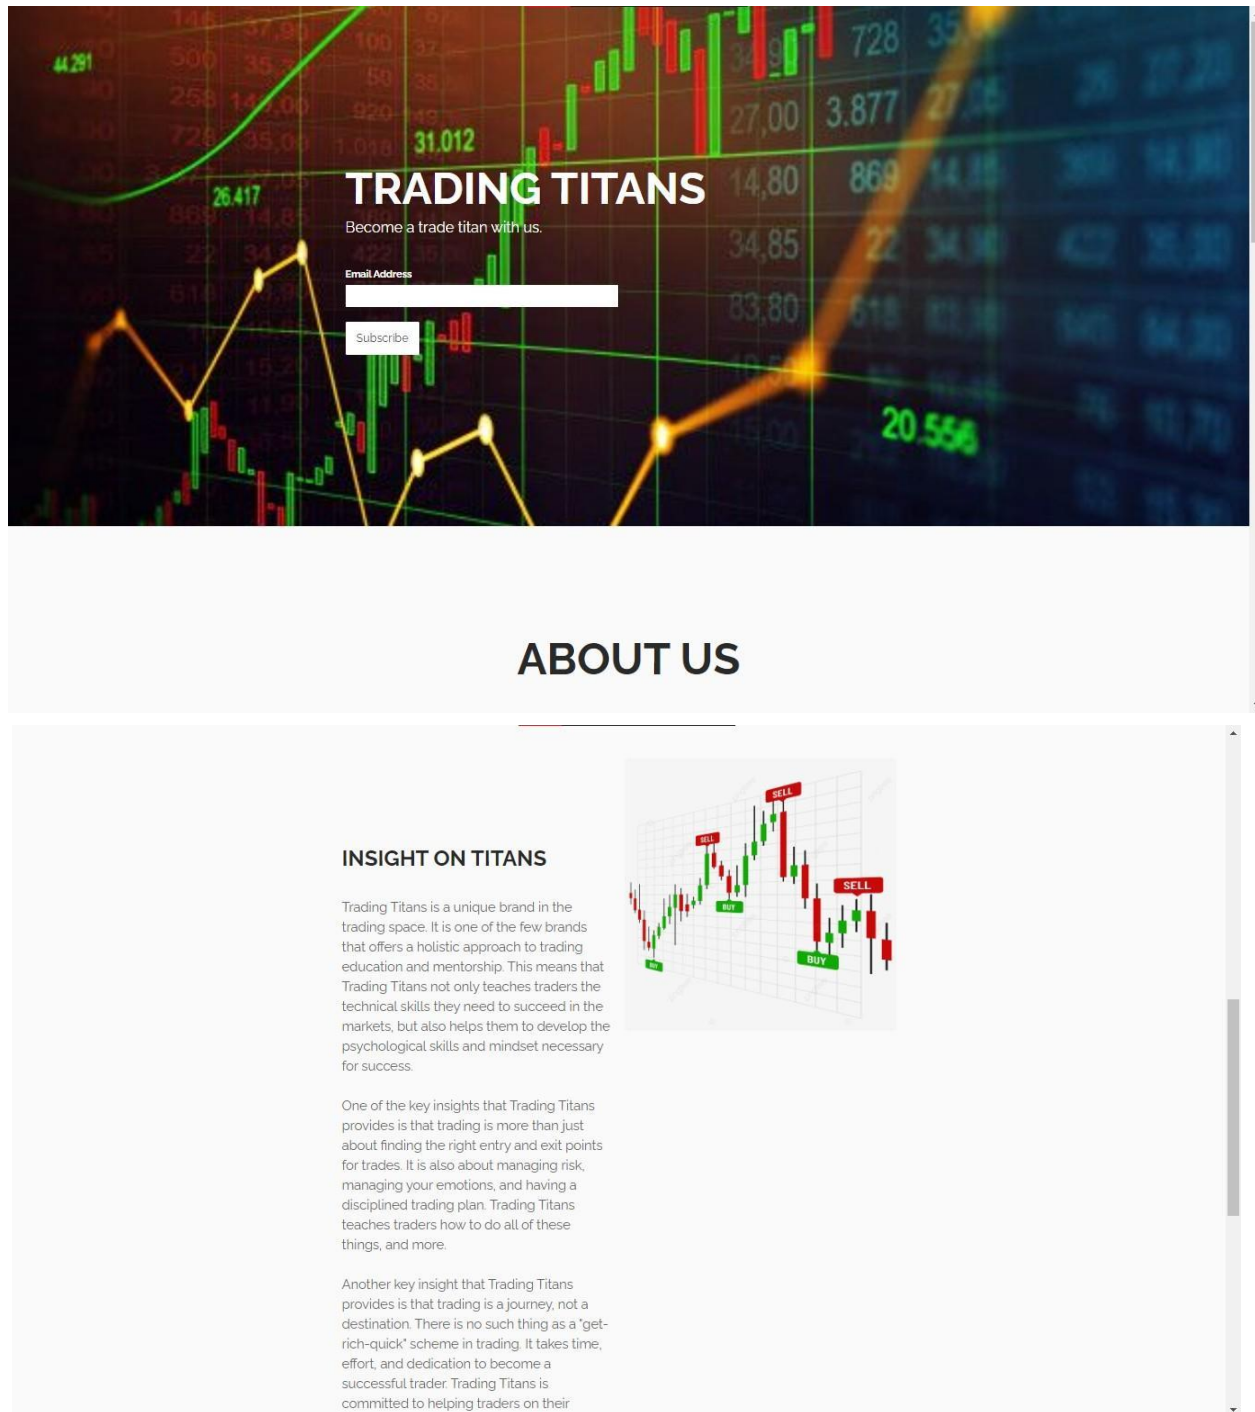 44.291
31.012
26.417
728
3.877
27,00
869
14,80
34,85
22
83,80
618
20.556
TRADING TITANS
Become a trade titan with us.
Email Address
Subscribe
ABOUT US
SELL
SELL
SELL
BUY
BUY
BUY
INSIGHT ON TITANS
Trading Titans is a unique brand in the
trading space. It is one of the few brands
that offers a holistic approach to trading
education and mentorship. This means that
Trading Titans not only teaches traders the
technical skills they need to succeed in the
markets, but also helps them to develop the
psychological skills and mindset necessary
for success.
One of the key insights that Trading Titans
provides is that trading is more than just
about finding the right entry and exit points
for trades. It is also about managing risk,
managing your emotions, and having a
disciplined trading plan. Trading Titans
teaches traders how to do all of these
things, and more.
Another key insight that Trading Titans
provides is that trading is a journey, not a
destination. There is no such thing as a "get-
rich-quick" scheme in trading. It takes time,
effort, and dedication to become a
successful trader. Trading Titans is
committed to helping traders on their